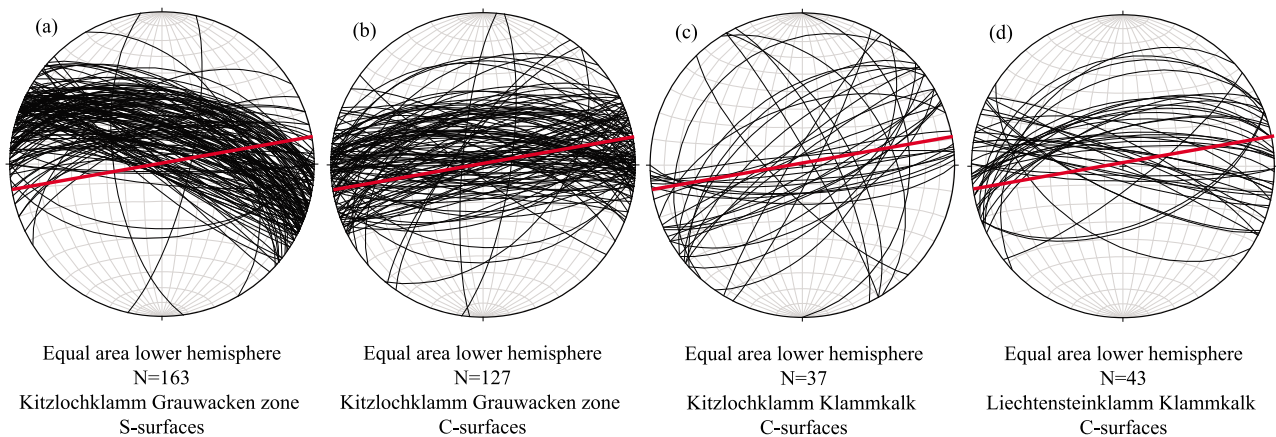 (a)
Equal area lower hemisphere
N=163
Kitzlochklamm Grauwacken zone
S-surfaces
(b)
Equal area lower hemisphere
N=127
Kitzlochklamm Grauwacken zone
C-surfaces
(c)
Equal area lower hemisphere
N=37
Kitzlochklamm Klammkalk
C-surfaces
(d)
Equal area lower hemisphere
N=43
Liechtensteinklamm Klammkalk
C-surfaces